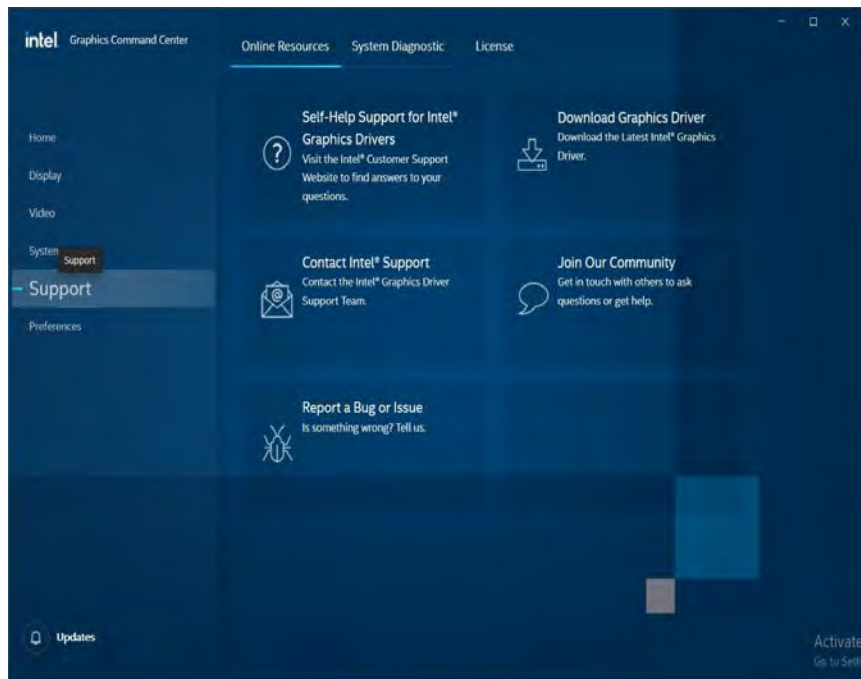 intel. Graphics Command Center
Online Resources System Diagnostic License
Home
Display
Video
System
Support
Support
Preferences
Self-Help Support for Intel®
Graphics Drivers
Visit the Intel® Customer Support
Website to find answers to your
questions.
Download Graphics Driver
Download the Latest Intel® Graphics
Driver.
Contact Intel® Support
Contact the Intel® Graphics Driver
Support Team.
Join Our Community
Get in touch with others to ask
questions or get help.
Report a Bug or Issue
Is something wrong? Tell us.
Updates
Activate
Go to Sett